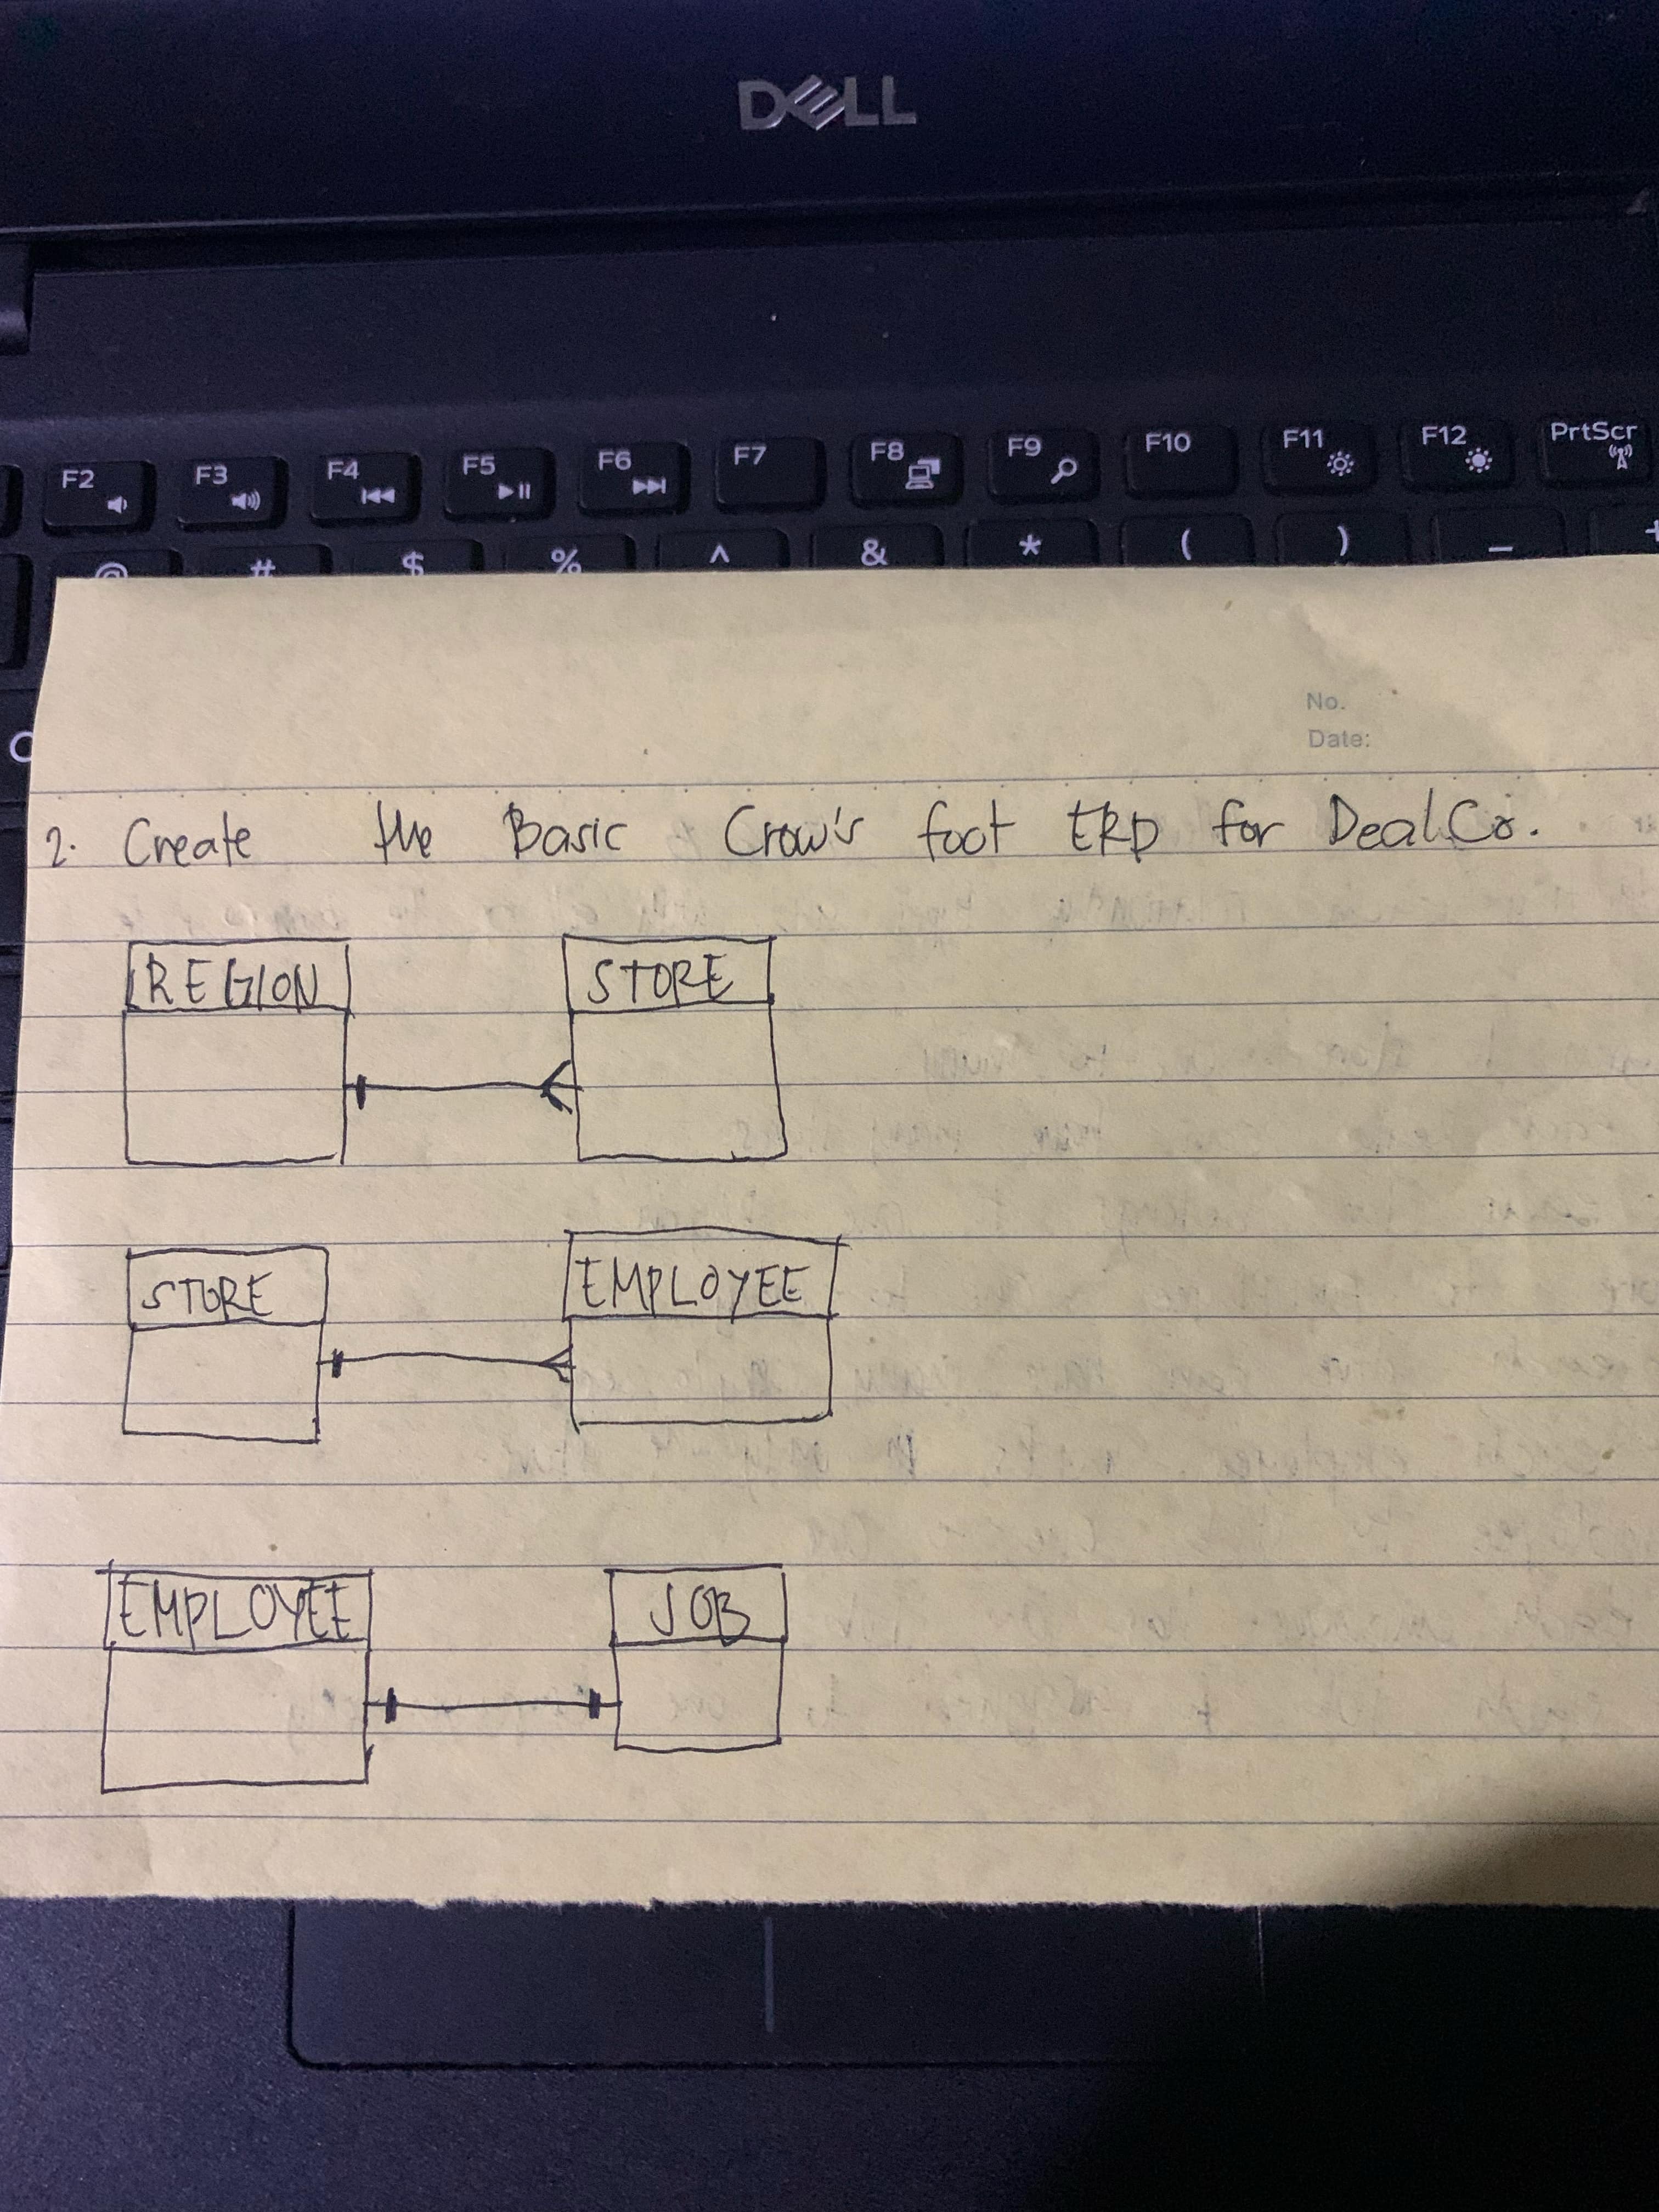 DELL
F2 F3 F4 F5 F6 F7 F8 F9 F10 F11 F12 PrtScr
@ # $ % ^ & * ( ) _ +
No.
Date:
2. Create the Basic Crow's foot ERD for DealCo.
REGION STORE
STORE EMPLOYEE
EMPLOYEE JOB